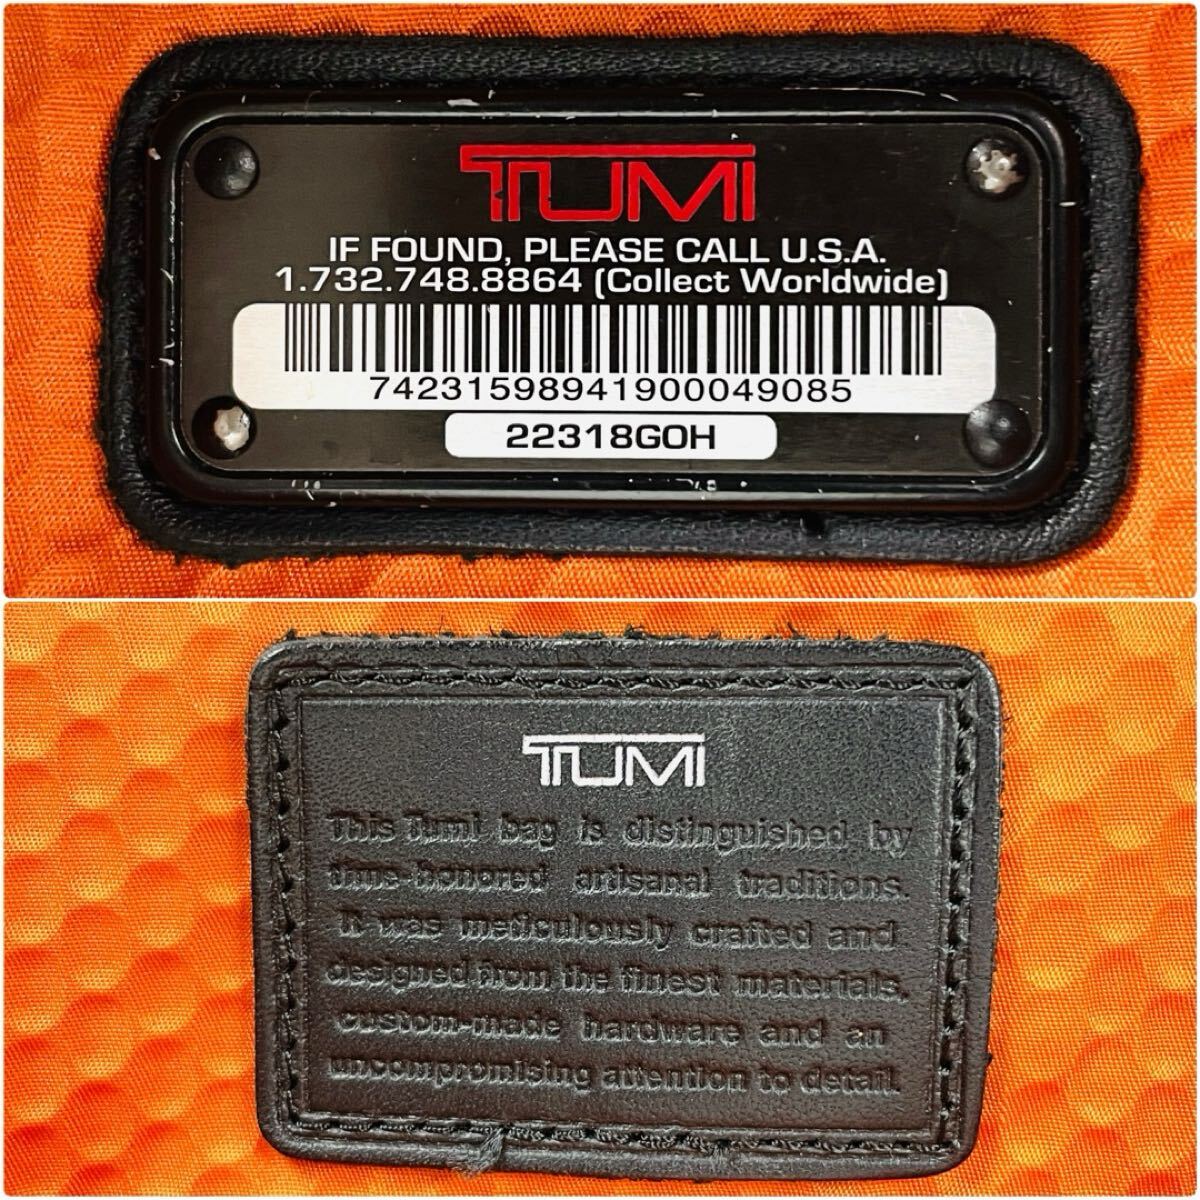 TUMI
IF FOUND, PLEASE CALL U.S.A.
1.732.748.8864 (Collect Worldwide)
74231598941900049085
22318GOH
TUMI
This Tumi bag is distinguished by
time-honored artisanal traditions.
It was meticulously crafted and
designed from the finest materials,
custom-made hardware and an
uncompromising attention to detail.